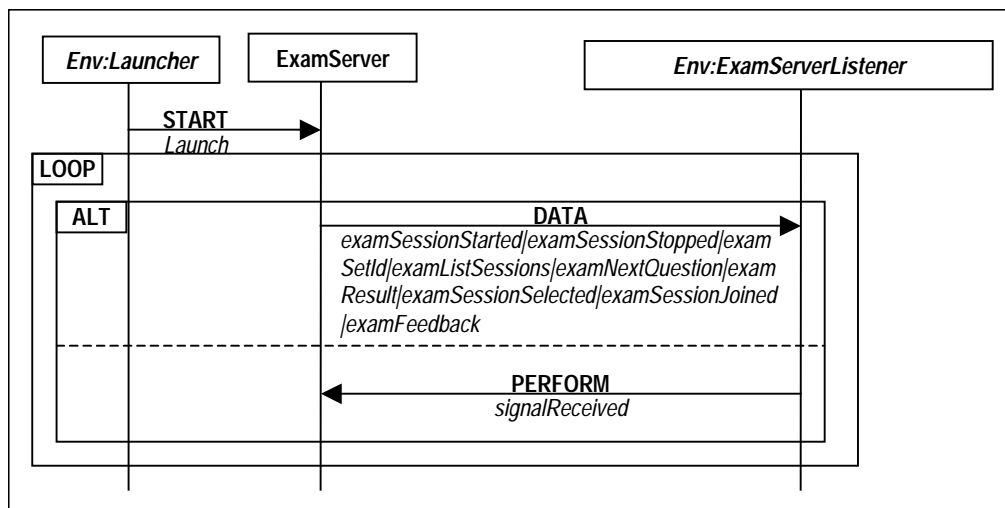 Env:Launcher
ExamServer
Env:ExamServerListener
START
Launch
LOOP
ALT
DATA
examSessionStarted|examSessionStopped|exam
SetId|examListSessions|examNextQuestion|exam
Result|examSessionSelected|examSessionJoined
|examFeedback
PERFORM
signalReceived